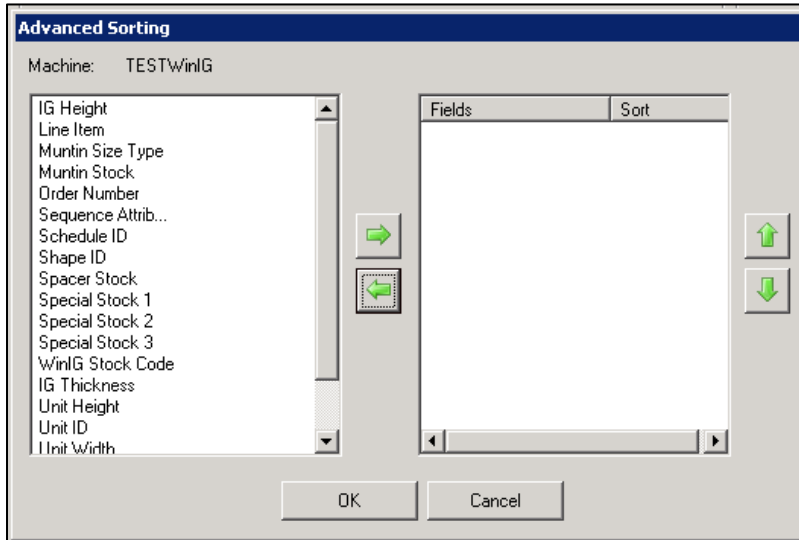 Advanced Sorting
Machine: TESTWinIG
IG Height
Line Item
Muntin Size Type
Muntin Stock
Order Number
Sequence Attrib...
Schedule ID
Shape ID
Spacer Stock
Special Stock 1
Special Stock 2
Special Stock 3
WinIG Stock Code
IG Thickness
Unit Height
Unit ID
Unit Width
Fields Sort
OK Cancel